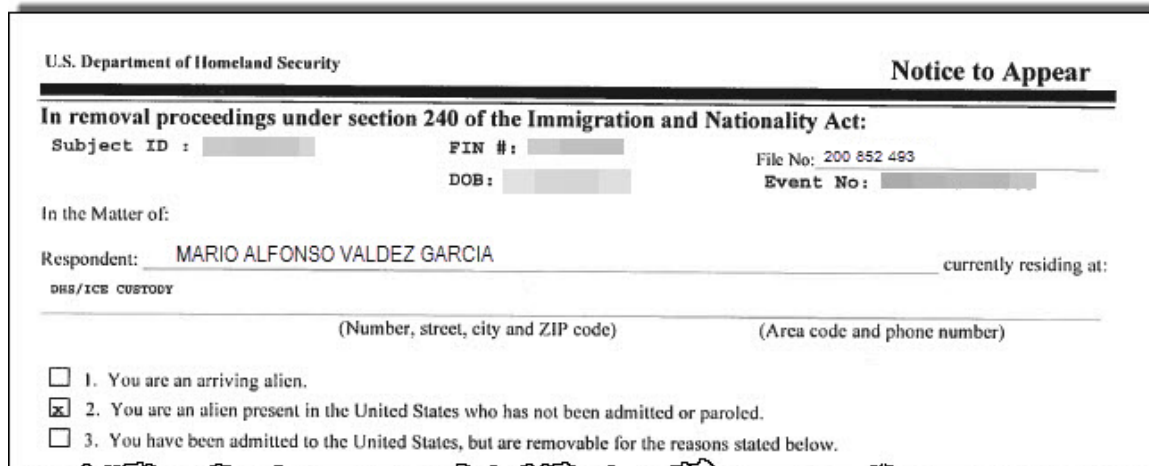 U.S. Department of Homeland Security
Notice to Appear
In removal proceedings under section 240 of the Immigration and Nationality Act:
Subject ID : FIN #: File No: 200 852 493
DOB: Event No:
In the Matter of:
Respondent: MARIO ALFONSO VALDEZ GARCIA currently residing at:
DHS/ICE CUSTODY
(Number, street, city and ZIP code) (Area code and phone number)
1. You are an arriving alien.
x 2. You are an alien present in the United States who has not been admitted or paroled.
3. You have been admitted to the United States, but are removable for the reasons stated below.